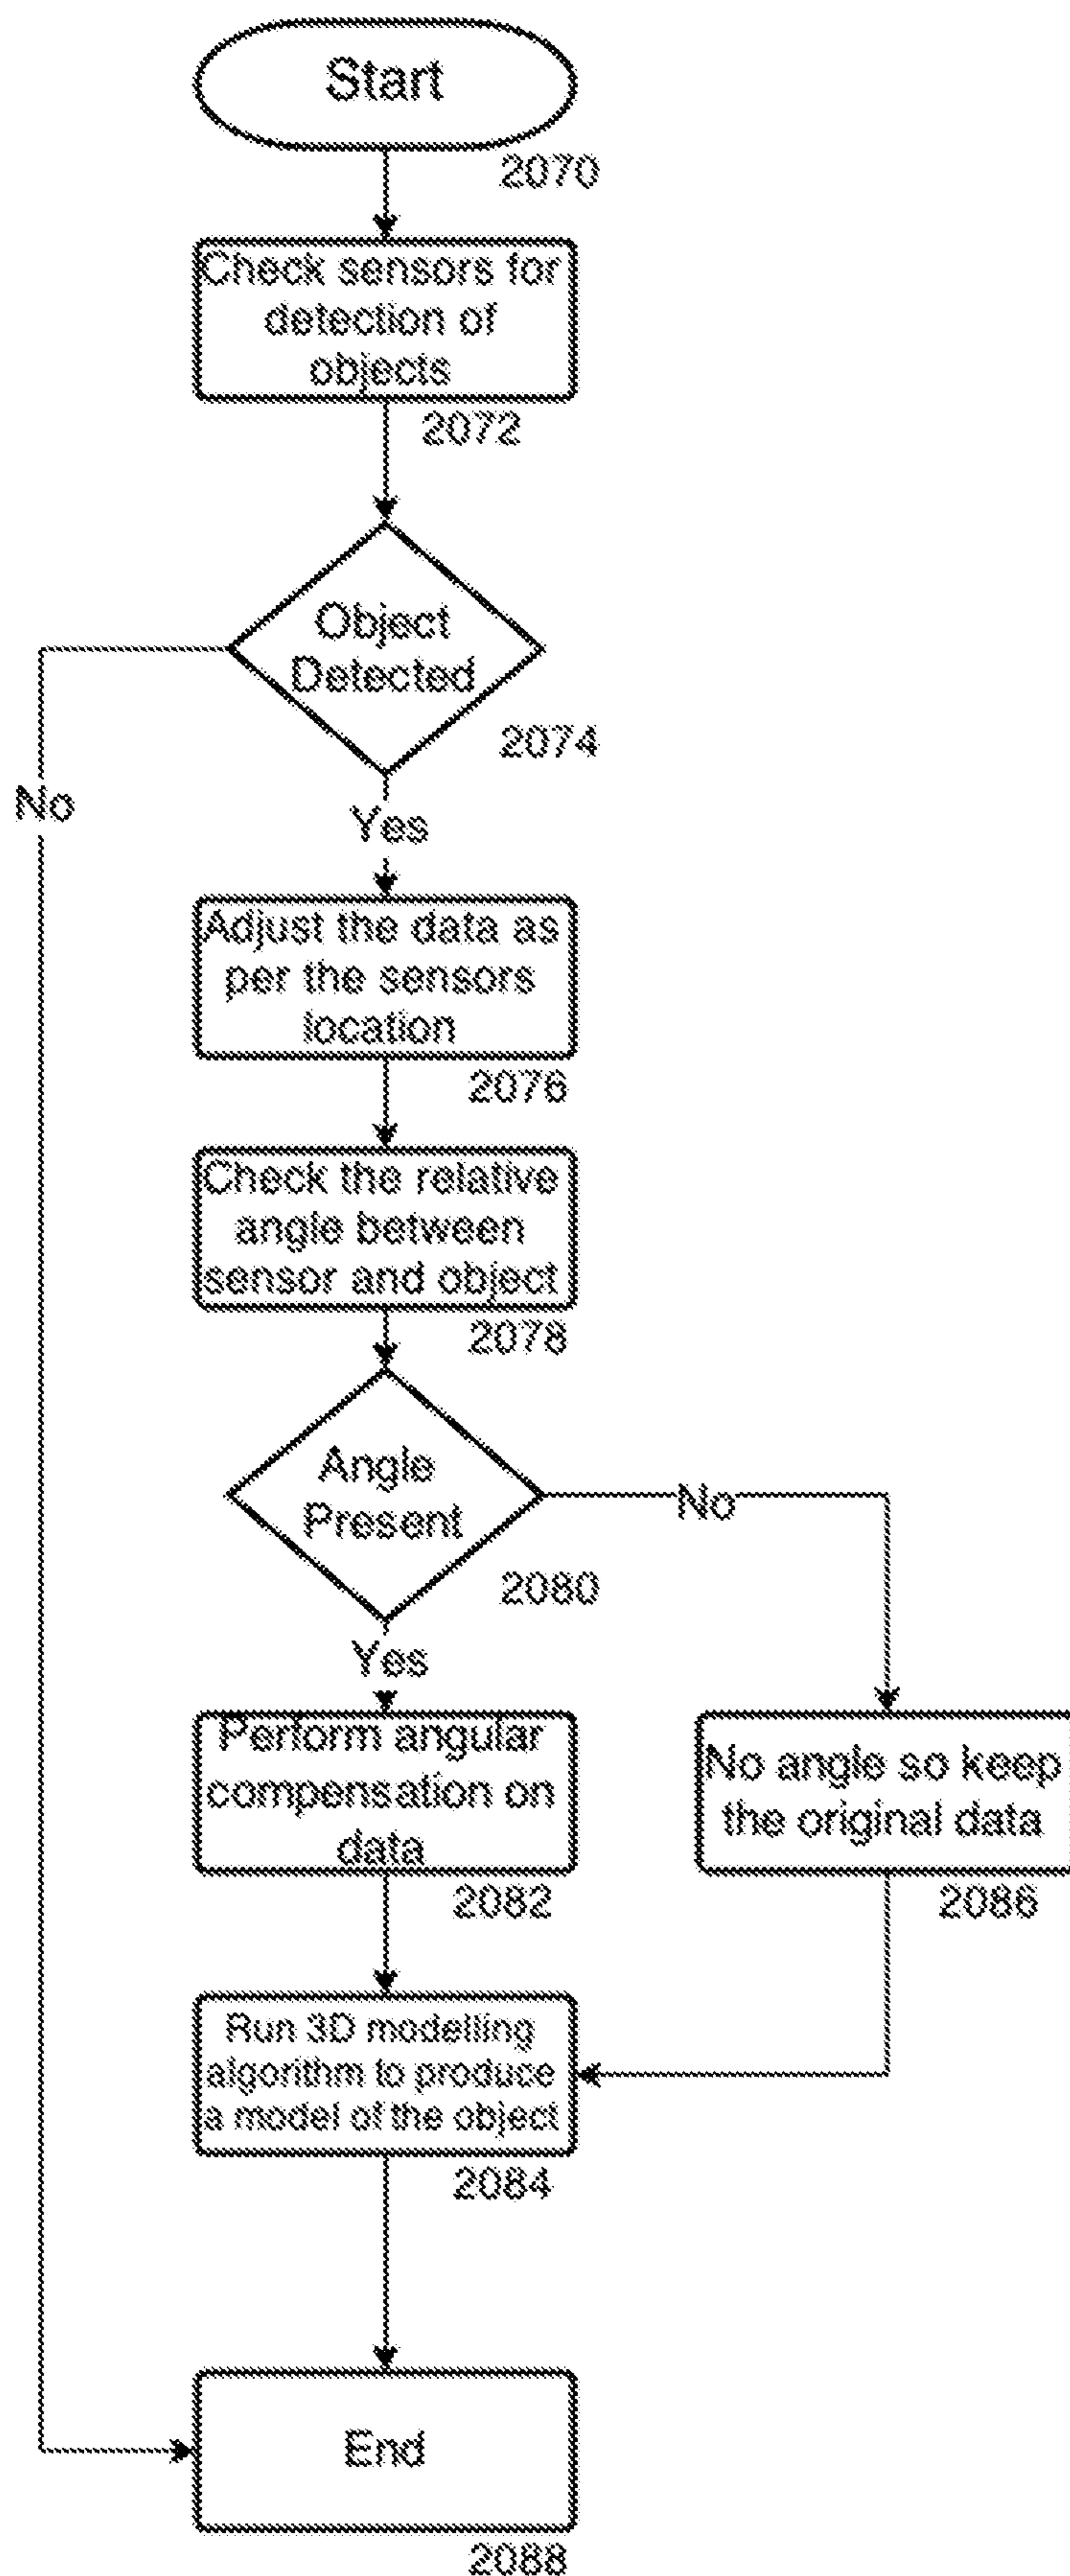 Start
2070
Check sensors for
detection of
objects
2072
Object
Detected
2074
No
Yes
Adjust the data as
per the sensors
location
2076
Check the relative
angle between
sensor and object
2078
Angle
Present
No
2080
Yes
Perform angular
compensation on
data
2082
No angle so keep
the original data
2086
Run 3D modelling
algorithm to produce
a model of the object
2084
End
2088